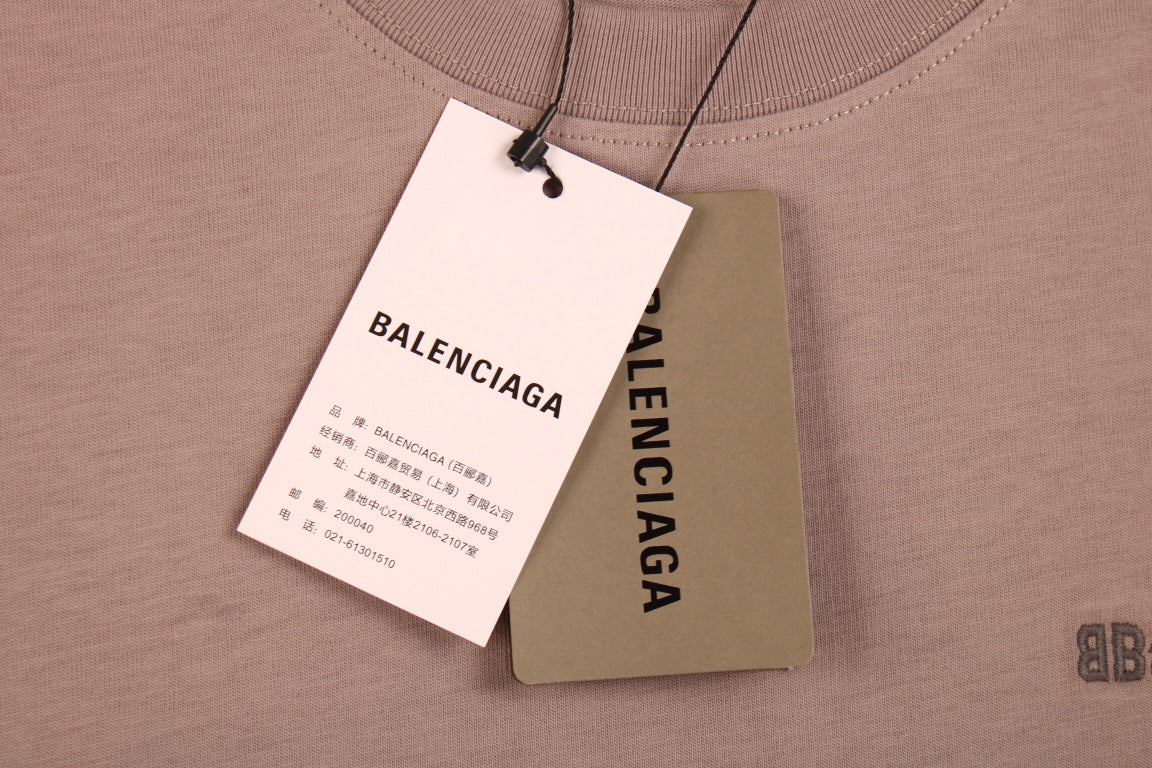 BALENCIAGA
品 牌: BALENCIAGA (百郦嘉)
经销商: 百郦嘉贸易 (上海) 有限公司
地 址: 上海市静安区北京西路968号
嘉地中心21楼2106-2107室
邮 编: 200040
电 话: 021-61301510
BALENCIAGA
BB